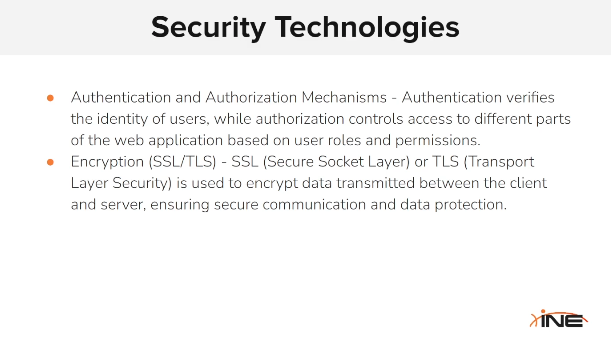 Security Technologies
● Authentication and Authorization Mechanisms - Authentication verifies
the identity of users, while authorization controls access to different parts
of the web application based on user roles and permissions.
● Encryption (SSL/TLS) - SSL (Secure Socket Layer) or TLS (Transport
Layer Security) is used to encrypt data transmitted between the client
and server, ensuring secure communication and data protection.
INE